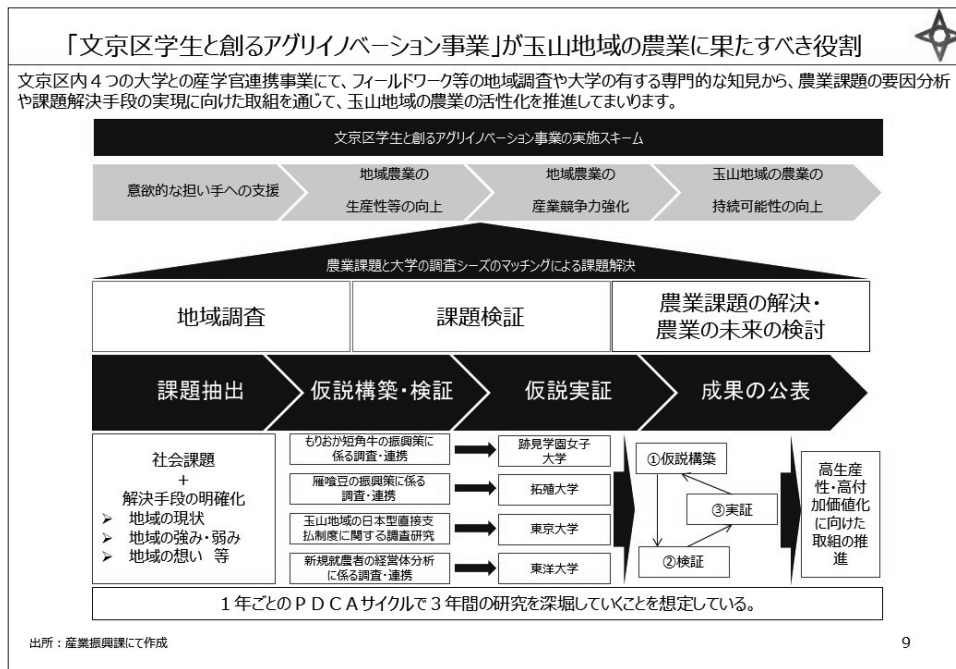 「文京区学生と創るアグリイノベーション事業」が玉山地域の農業に果たすべき役割
文京区内４つの大学との産学官連携事業にて、フィールドワーク等の地域調査や大学の有する専門的な知見から、農業課題の要因分析
や課題解決手段の実現に向けた取組を通じて、玉山地域の農業の活性化を推進してまいります。
文京区学生と創るアグリイノベーション事業の実施スキーム
意欲的な担い手への支援
地域農業の
生産性等の向上
地域農業の
産業競争力強化
玉山地域の農業の
持続可能性の向上
農業課題と大学の調査シーズのマッチングによる課題解決
地域調査
課題検証
農業課題の解決・
農業の未来の検討
課題抽出
仮説構築・検証
仮説実証
成果の公表
社会課題
+
解決手段の明確化
➢ 地域の現状
➢ 地域の強み・弱み
➢ 地域の想い 等
もりおか短角牛の振興策に
係る調査・連携
跡見学園女子
大学
雁喰豆の振興策に係る
調査・連携
拓殖大学
玉山地域の日本型直接支
払制度に関する調査研究
東京大学
新規就農者の経営体分析
に係る調査・連携
東洋大学
①仮説構築
③実証
②検証
高生産
性・高付
加価値化
に向けた
取組の推
進
１年ごとのＰＤＣＡサイクルで３年間の研究を深堀していくことを想定している。
出所：産業振興課にて作成
9